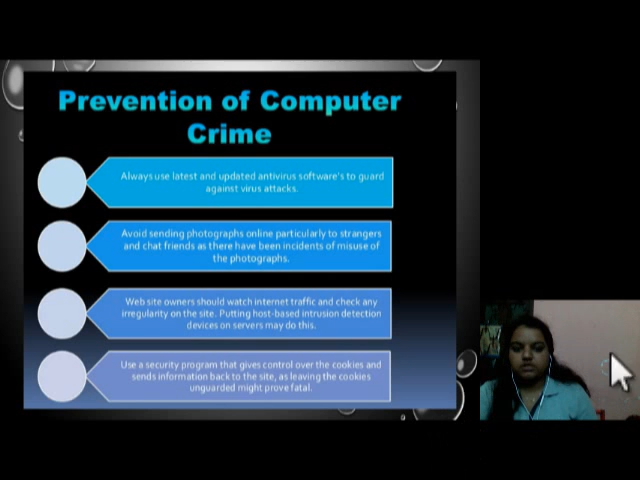 Prevention of Computer
Crime
Always use latest and updated antivirus software's to guard
against virus attacks.
Avoid sending photographs online particularly to strangers
and chat friends as there have been incidents of misuse of
the photographs.
Web site owners should watch internet traffic and check any
irregularity on the site. Putting host-based intrusion detection
devices on servers may do this.
Use a security program that gives control over the cookies and
sends information back to the site, as leaving the cookies
unguarded might prove fatal.